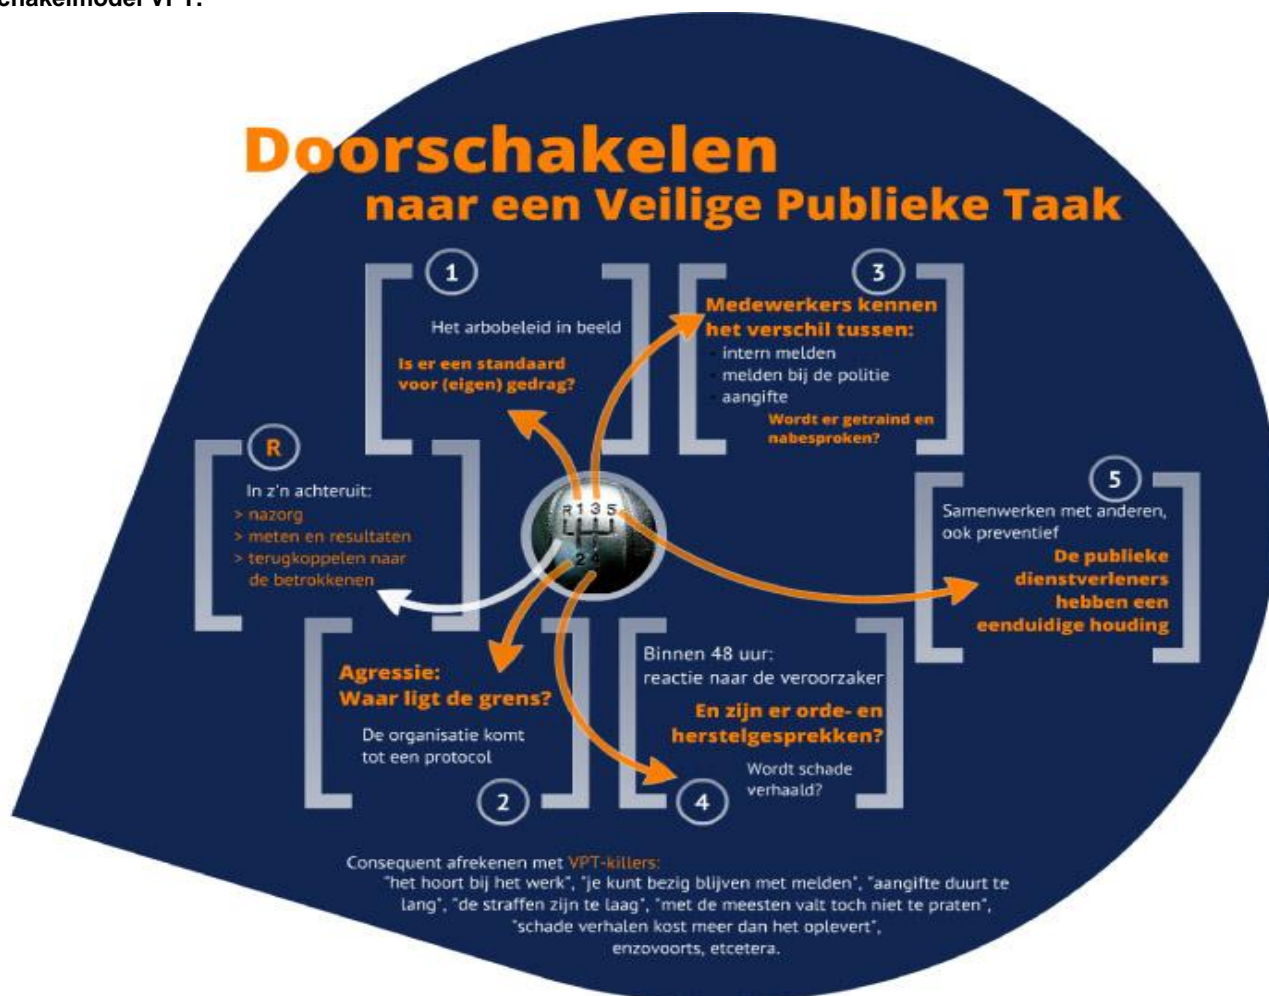 chakelmodel VPT:
Doorschakelen
naar een Veilige Publieke Taak
1
Het arbobeleid in beeld
Is er een standaard
voor (eigen) gedrag?
3
Medewerkers kennen
het verschil tussen:
- intern melden
- melden bij de politie
- aangifte
Wordt er getraind en
nabesproken?
R
In z'n achteruit:
> nazorg
> meten en resultaten
> terugkoppelen naar
de betrokkenen
R 1 3 5
2 4
5
Samenwerken met anderen,
ook preventief
De publieke
dienstverleners
hebben een
eenduidige houding
Agressie:
Waar ligt de grens?
De organisatie komt
tot een protocol
2
Binnen 48 uur:
reactie naar de veroorzaker
En zijn er orde- en
herstelgesprekken?
Wordt schade
verhaald?
4
Consequent afrekenen met VPT-killers:
"het hoort bij het werk", "je kunt bezig blijven met melden", "aangifte duurt te
lang", "de straffen zijn te laag", "met de meesten valt toch niet te praten",
"schade verhalen kost meer dan het oplevert",
enzovoorts, etcetera.